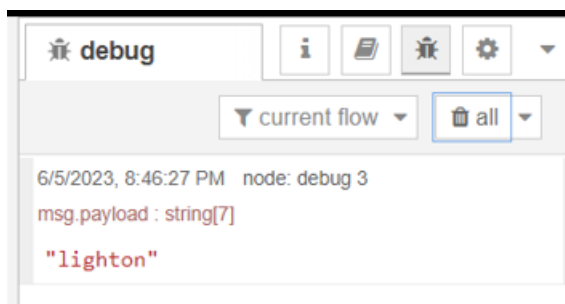 debug
i
current flow
all
6/5/2023, 8:46:27 PM node: debug 3
msg.payload : string[7]
"lighton"